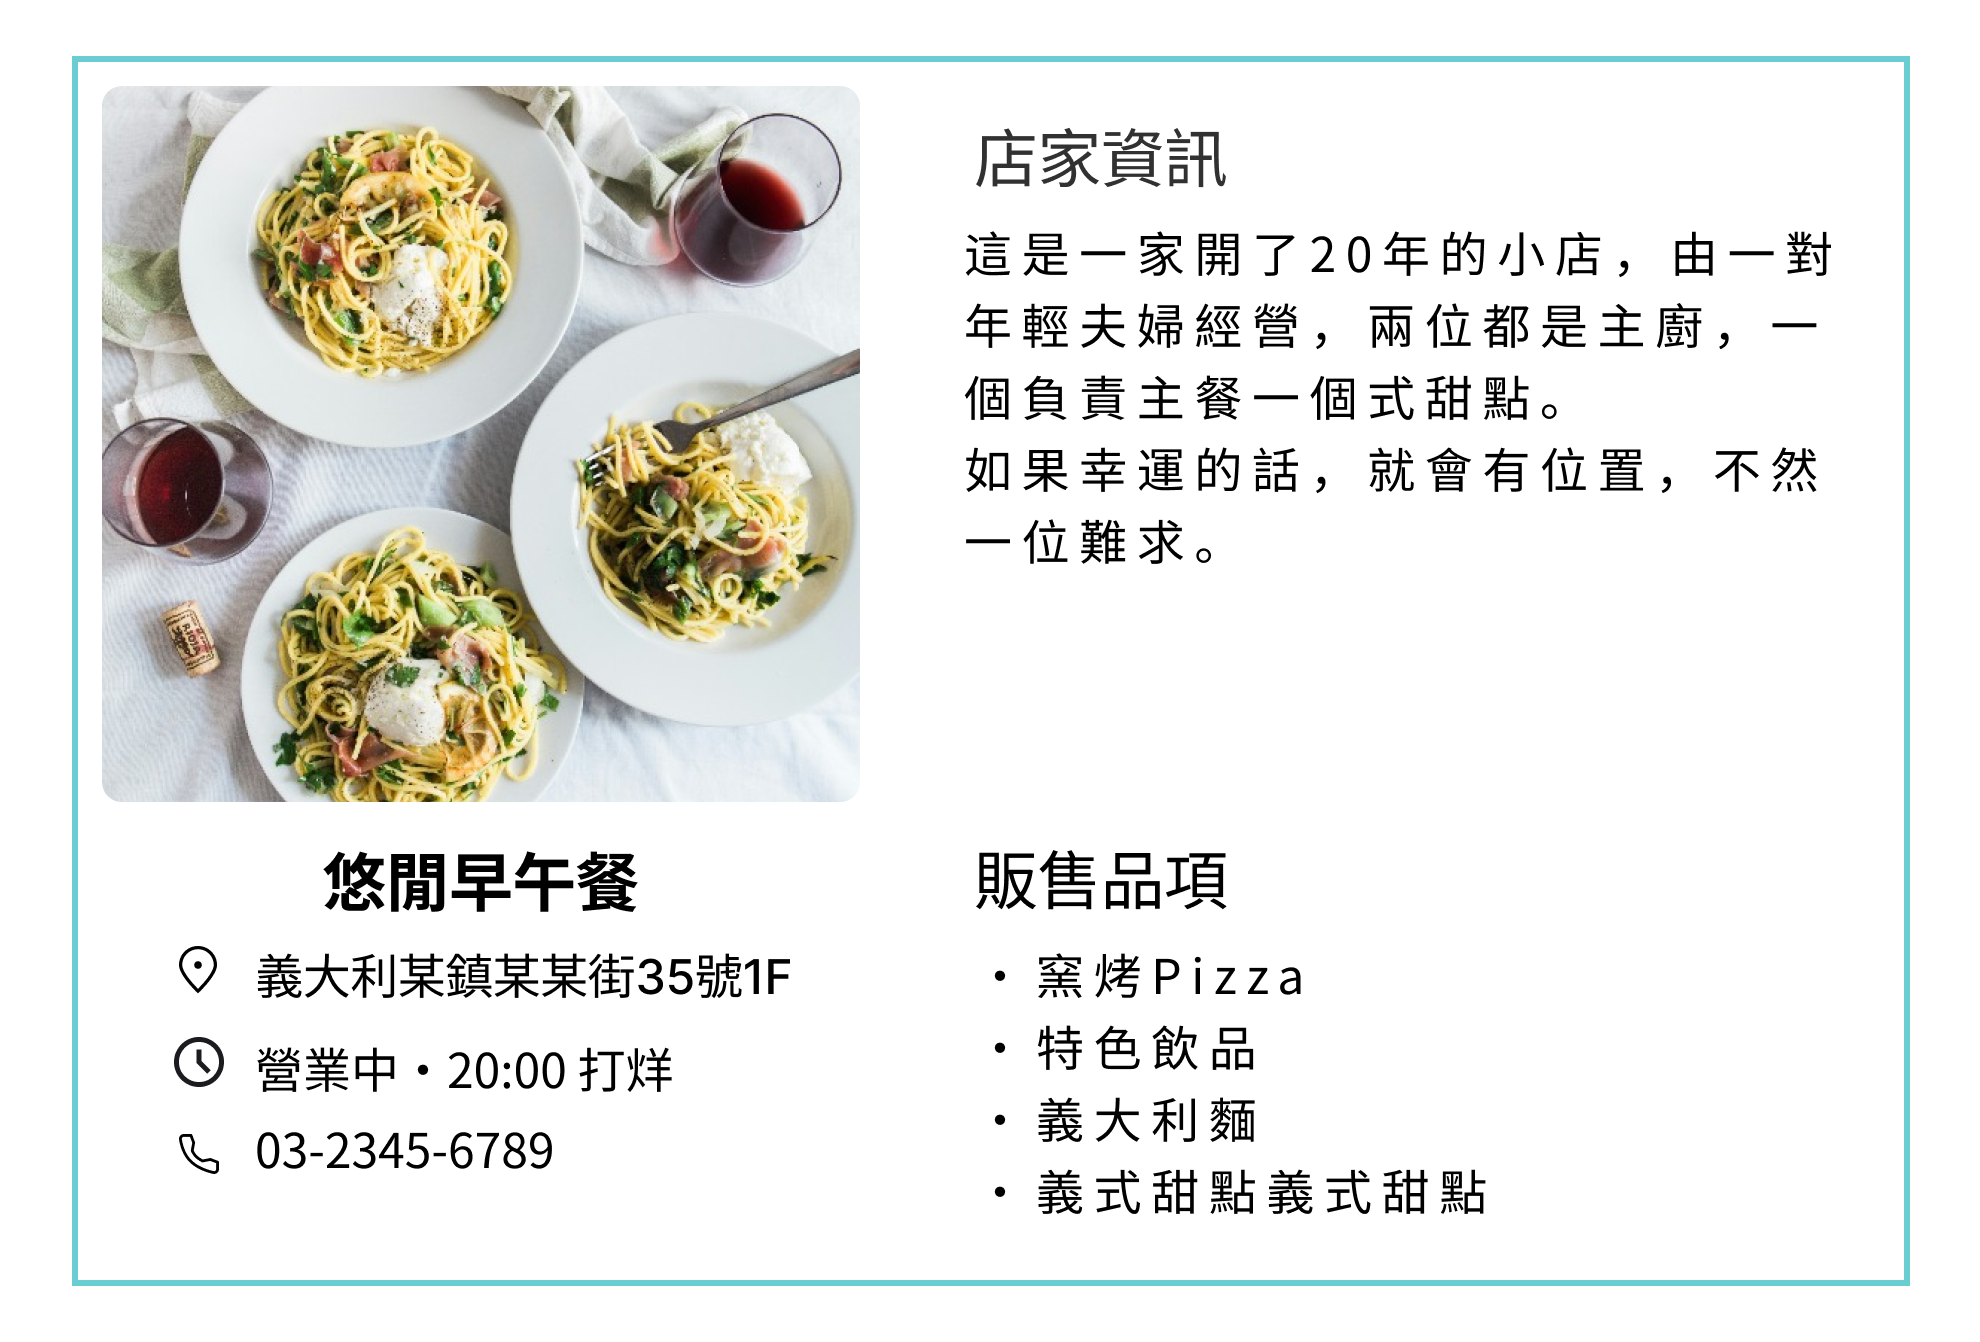 店家資訊
這是一家開了20年的小店，由一對
年輕夫婦經營，兩位都是主廚，一
個負責主餐一個式甜點。
如果幸運的話，就會有位置，不然
一位難求。
悠閒早午餐
義大利某鎮某某街35號1F
營業中・20:00 打烊
03-2345-6789
販售品項
・窯烤Pizza
・特色飲品
・義大利麵
・義式甜點義式甜點